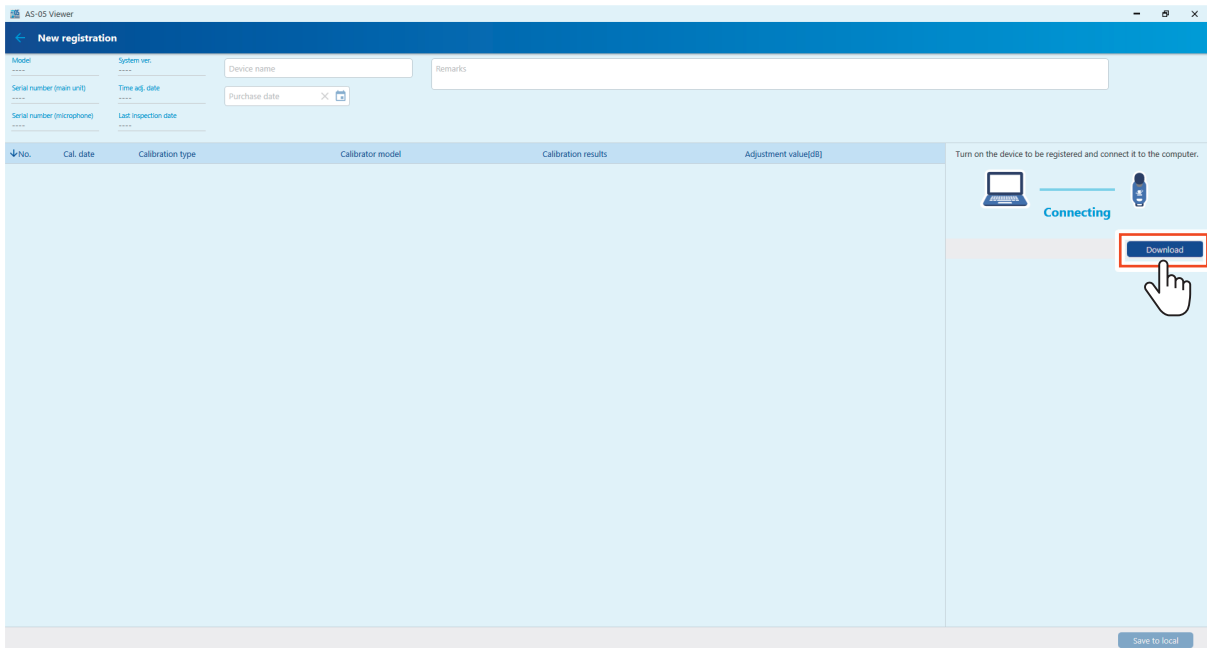 AS-05 Viewer
New registration
Model
----
System ver.
----
Device name
Remarks
Serial number (main unit)
----
Time adj. date
----
Purchase date
Serial number (microphone)
----
Last inspection date
----
No. Cal. date Calibration type Calibrator model Calibration results Adjustment value[dB]
Turn on the device to be registered and connect it to the computer.
Connecting
Download
Save to local